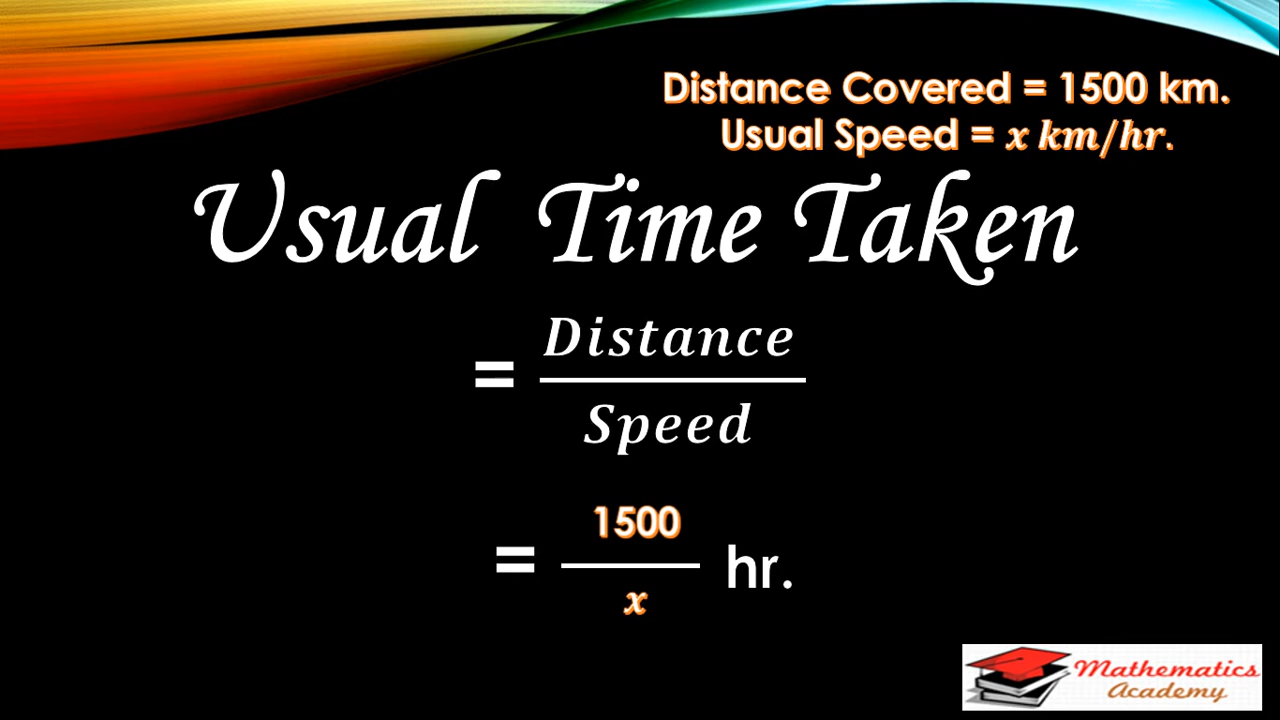 Distance Covered = 1500 km.
Usual Speed = x km/hr.
Usual Time Taken
= Distance
Speed
= 1500 hr.
x
Mathematics
Academy